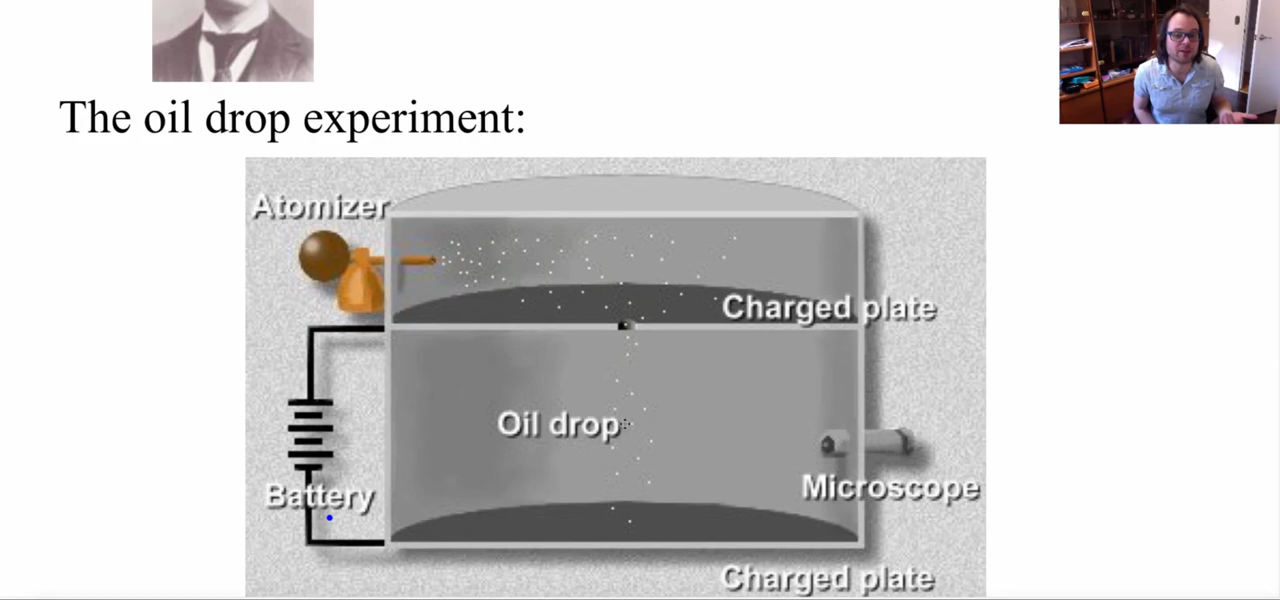 The oil drop experiment:
Atomizer
Charged plate
Oil drop
Battery
Microscope
Charged plate